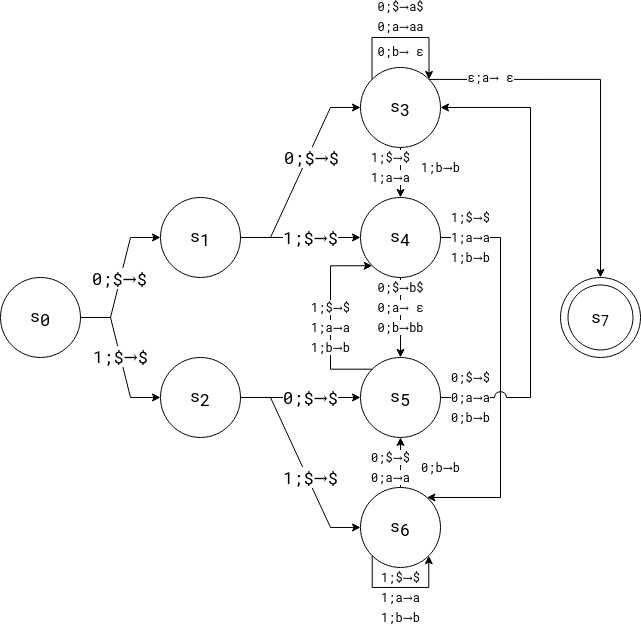 0;$→a$
0;a→aa
0;b→ ε
ε;a→ ε
s3
0;$→$
1;$→$
1;a→a
1;b→b
s1
1;$→$
s4
1;$→$
1;a→a
1;b→b
0;$→$
0;$→b$
0;a→ ε
0;b→bb
1;$→$
1;a→a
1;b→b
s0
s7
1;$→$
s2
0;$→$
s5
0;$→$
0;a→a
0;b→b
0;$→$
0;a→a
0;b→b
1;$→$
s6
1;$→$
1;a→a
1;b→b